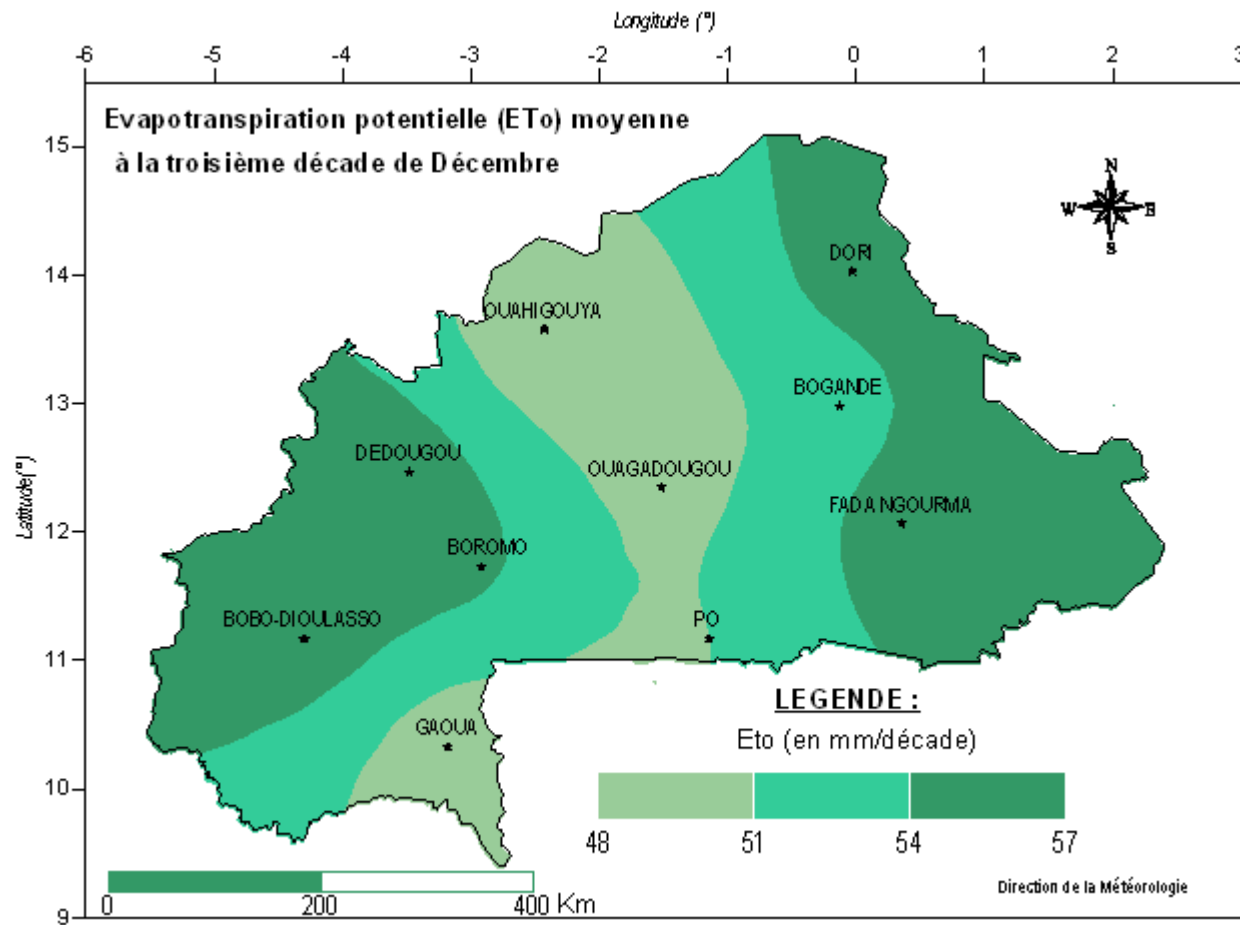 Longitude (°)
-6 -5 -4 -3 -2 -1 0 1 2 3
Evapotranspiration potentielle (ETo) moyenne
à la troisième décade de Décembre
15
N
W E
S
DORI
14
OUAHIGOUYA
13
BOGANDE
DEDOUGOU
OUAGADOUGOU
FADA NGOURMA
Latitude(°)
12
BOROMO
BOBO-DIOULASSO
PO
11
LEGENDE :
GAOUA
Eto (en mm/décade)
10
48 51 54 57
Direction de la Météorologie
0 200 400 Km
9